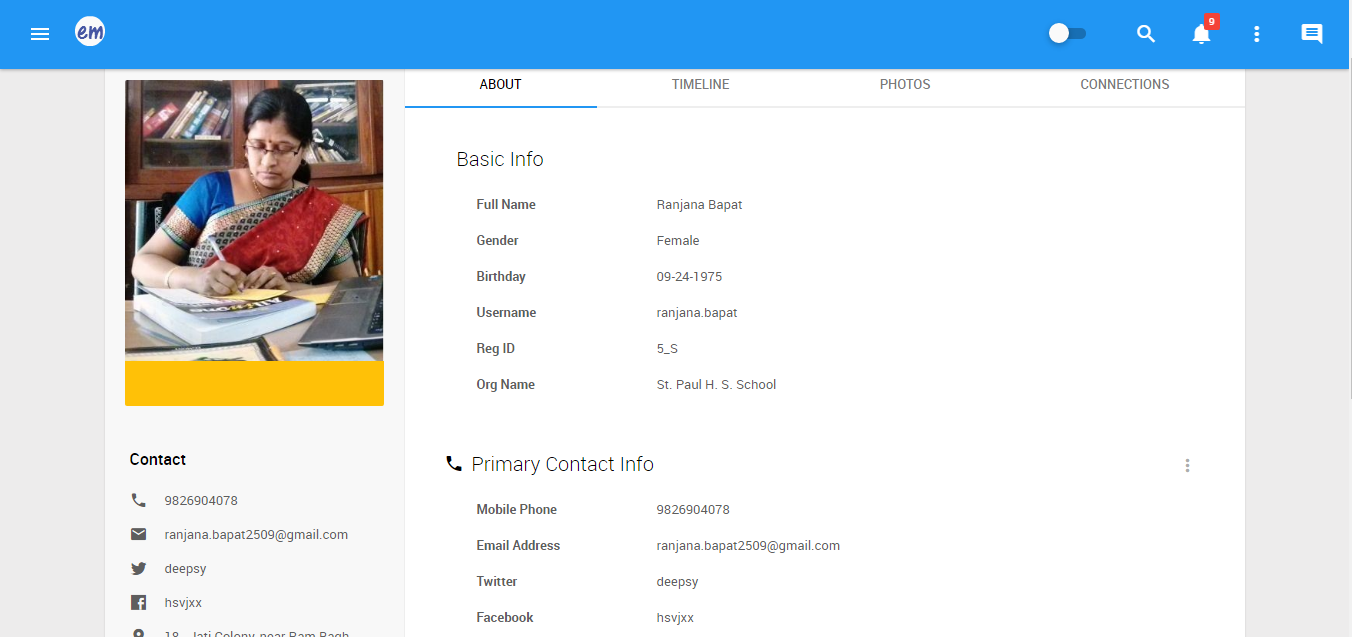 em
9
ABOUT TIMELINE PHOTOS CONNECTIONS
Basic Info
Full Name Ranjana Bapat
Gender Female
Birthday 09-24-1975
Username ranjana.bapat
Reg ID 5_S
Org Name St. Paul H. S. School
Contact
9826904078
ranjana.bapat2509@gmail.com
deepsy
hsvjxx
18 , Jati Colony, near Ram Bagh
Primary Contact Info
Mobile Phone 9826904078
Email Address ranjana.bapat2509@gmail.com
Twitter deepsy
Facebook hsvjxx